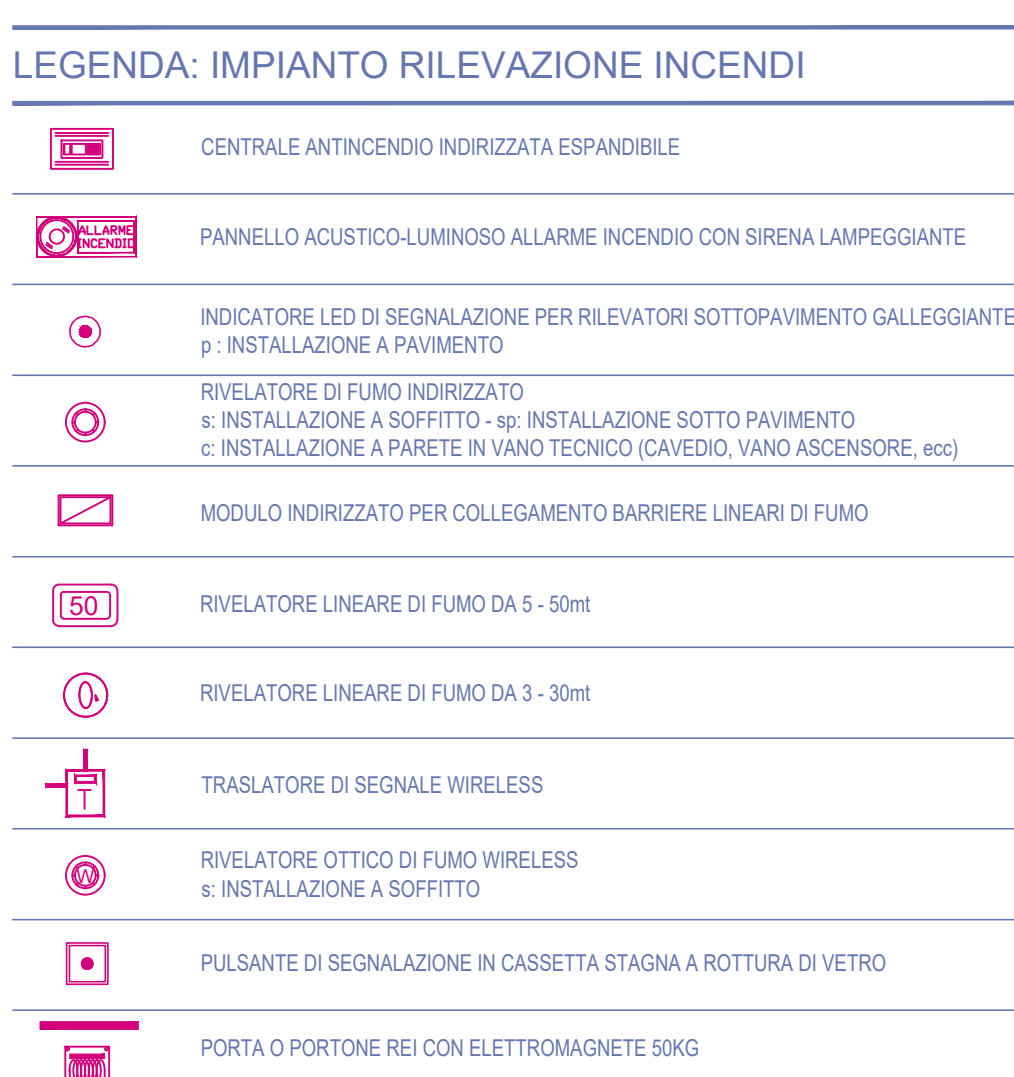 LEGENDA: IMPIANTO RILEVAZIONE INCENDI
CENTRALE ANTINCENDIO INDIRIZZATA ESPANDIBILE
ALLARME
INCENDIO
PANNELLO ACUSTICO-LUMINOSO ALLARME INCENDIO CON SIRENA LAMPEGGIANTE
INDICATORE LED DI SEGNALAZIONE PER RILEVATORI SOTTOPAVIMENTO GALLEGGIANTE
p : INSTALLAZIONE A PAVIMENTO
RIVELATORE DI FUMO INDIRIZZATO
s: INSTALLAZIONE A SOFFITTO - sp: INSTALLAZIONE SOTTO PAVIMENTO
c: INSTALLAZIONE A PARETE IN VANO TECNICO (CAVEDIO, VANO ASCENSORE, ecc)
MODULO INDIRIZZATO PER COLLEGAMENTO BARRIERE LINEARI DI FUMO
50
RIVELATORE LINEARE DI FUMO DA 5 - 50mt
RIVELATORE LINEARE DI FUMO DA 3 - 30mt
T
TRASLATORE DI SEGNALE WIRELESS
W
RIVELATORE OTTICO DI FUMO WIRELESS
s: INSTALLAZIONE A SOFFITTO
PULSANTE DI SEGNALAZIONE IN CASSETTA STAGNA A ROTTURA DI VETRO
PORTA O PORTONE REI CON ELETTROMAGNETE 50KG